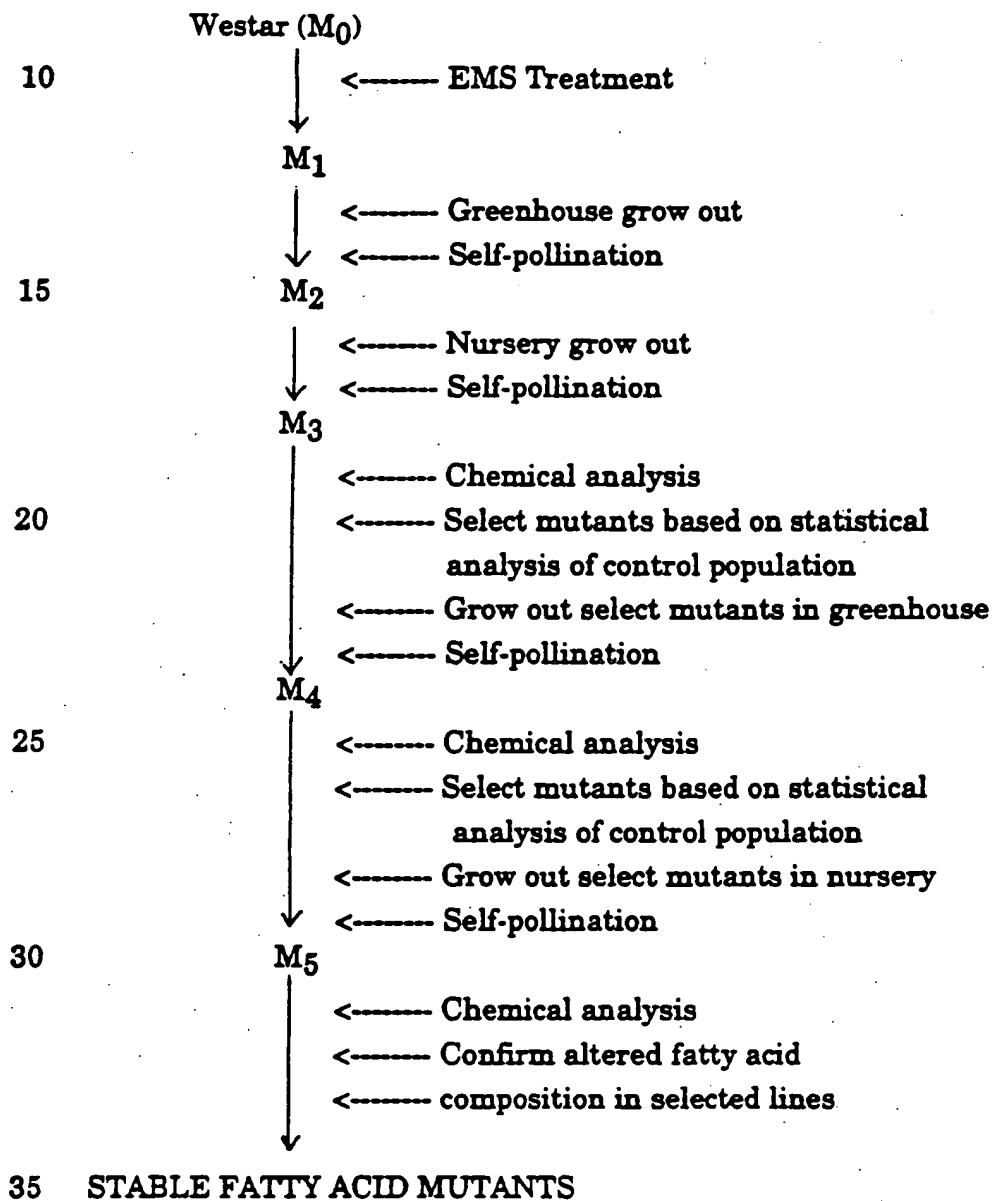 Westar (M0)
10 <------- EMS Treatment
M1
<------- Greenhouse grow out
<------- Self-pollination
15 M2
<------- Nursery grow out
<------- Self-pollination
M3
<------- Chemical analysis
20 <------- Select mutants based on statistical
analysis of control population
<------- Grow out select mutants in greenhouse
<------- Self-pollination
M4
25 <------- Chemical analysis
<------- Select mutants based on statistical
analysis of control population
<------- Grow out select mutants in nursery
<------- Self-pollination
30 M5
<------- Chemical analysis
<------- Confirm altered fatty acid
<------- composition in selected lines
35 STABLE FATTY ACID MUTANTS